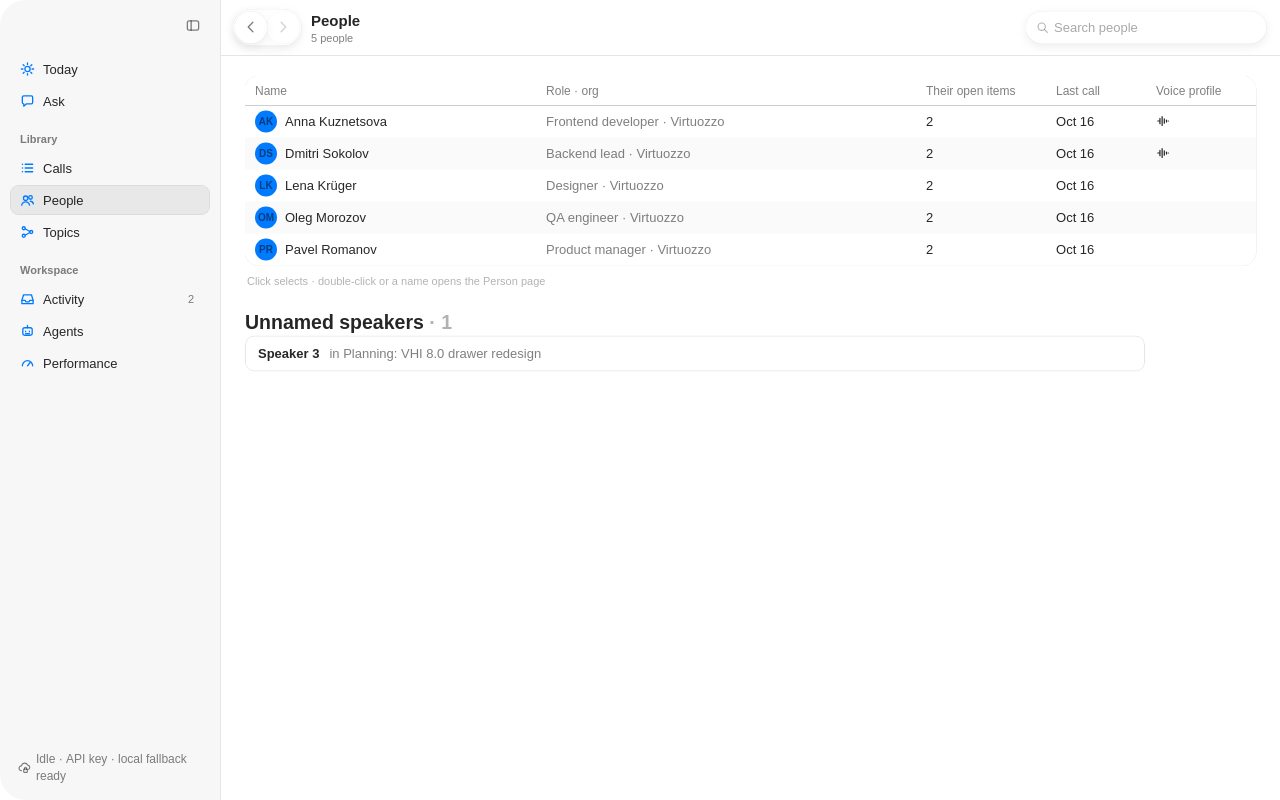 People
5 people
Search people
Today
Ask
Library
Calls
People
Topics
Workspace
Activity 2
Agents
Performance
Idle · API key · local fallback
ready
Name Role · org Their open items Last call Voice profile
AK Anna Kuznetsova Frontend developer · Virtuozzo 2 Oct 16
DS Dmitri Sokolov Backend lead · Virtuozzo 2 Oct 16
LK Lena Krüger Designer · Virtuozzo 2 Oct 16
OM Oleg Morozov QA engineer · Virtuozzo 2 Oct 16
PR Pavel Romanov Product manager · Virtuozzo 2 Oct 16
Click selects · double-click or a name opens the Person page
Unnamed speakers · 1
Speaker 3 in Planning: VHI 8.0 drawer redesign